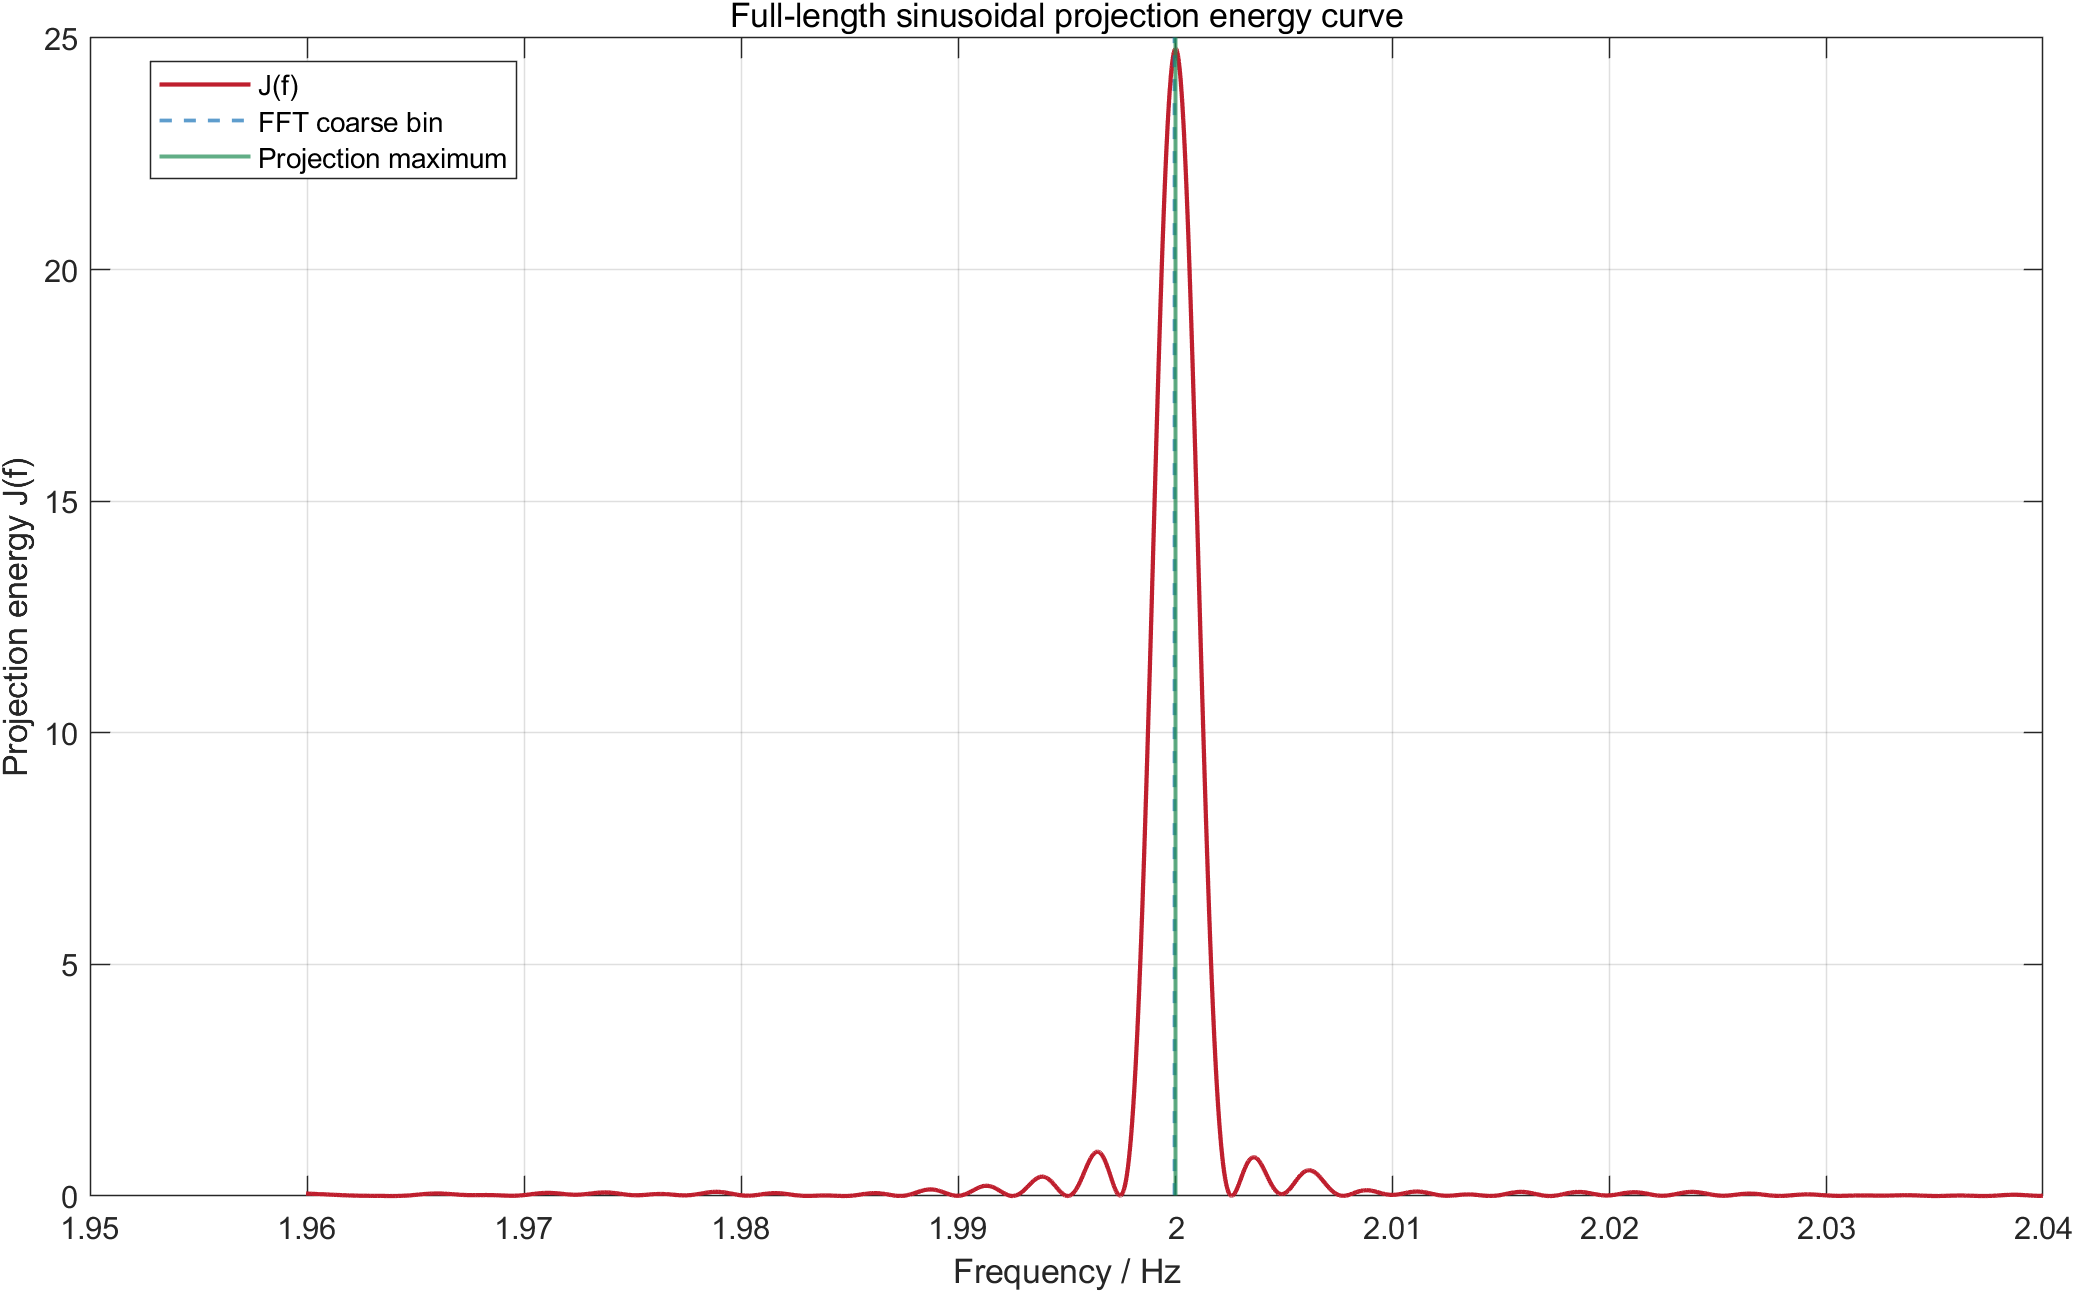 Full-length sinusoidal projection energy curve
J(f)
FFT coarse bin
Projection maximum
Projection energy J(f)
25
20
15
10
5
0
1.95 1.96 1.97 1.98 1.99 2 2.01 2.02 2.03 2.04
Frequency / Hz